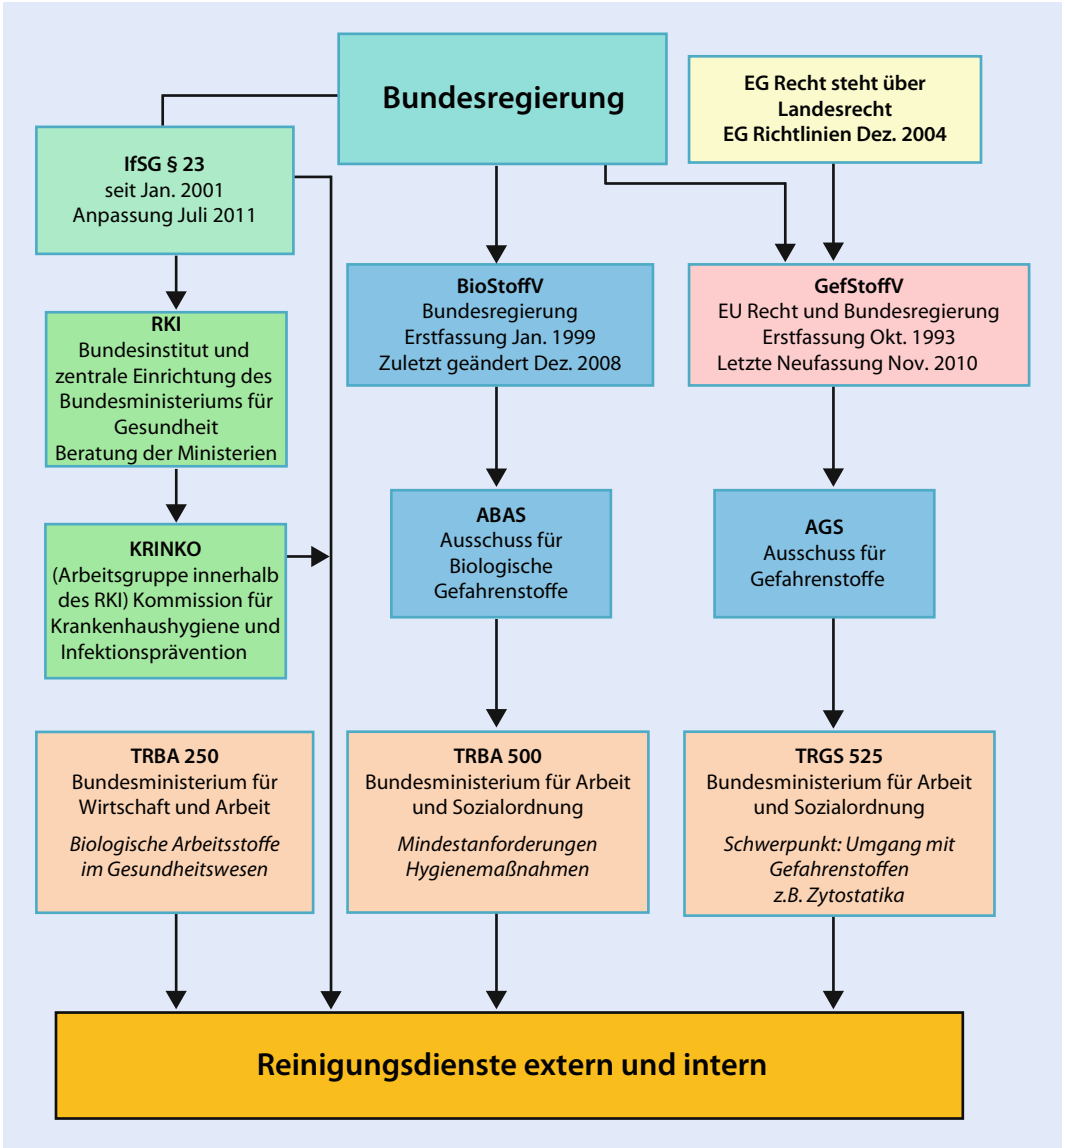 Bundesregierung
EG Recht steht über
Landesrecht
EG Richtlinien Dez. 2004
IfSG § 23
seit Jan. 2001
Anpassung Juli 2011
BioStoffV
Bundesregierung
Erstfassung Jan. 1999
Zuletzt geändert Dez. 2008
GefStoffV
EU Recht und Bundesregierung
Erstfassung Okt. 1993
Letzte Neufassung Nov. 2010
RKI
Bundesinstitut und
zentrale Einrichtung des
Bundesministeriums für
Gesundheit
Beratung der Ministerien
KRINKO
(Arbeitsgruppe innerhalb
des RKI) Kommission für
Krankenhaushygiene und
Infektionsprävention
ABAS
Ausschuss für
Biologische
Gefahrenstoffe
AGS
Ausschuss für
Gefahrenstoffe
TRBA 250
Bundesministerium für
Wirtschaft und Arbeit
Biologische Arbeitsstoffe
im Gesundheitswesen
TRBA 500
Bundesministerium für Arbeit
und Sozialordnung
Mindestanforderungen
Hygienemaßnahmen
TRGS 525
Bundesministerium für Arbeit
und Sozialordnung
Schwerpunkt: Umgang mit
Gefahrenstoffen
z.B. Zytostatika
Reinigungsdienste extern und intern